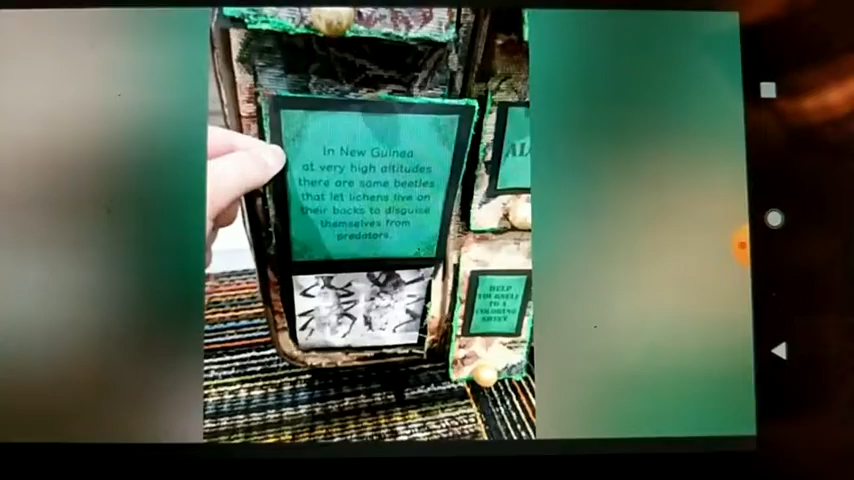 In New Guinea
at very high altitudes
there are some beetles
that let lichens live on
their backs to disguise
themselves from
predators.
HELP
YOURSELF
TO A
COLORING
SHEET